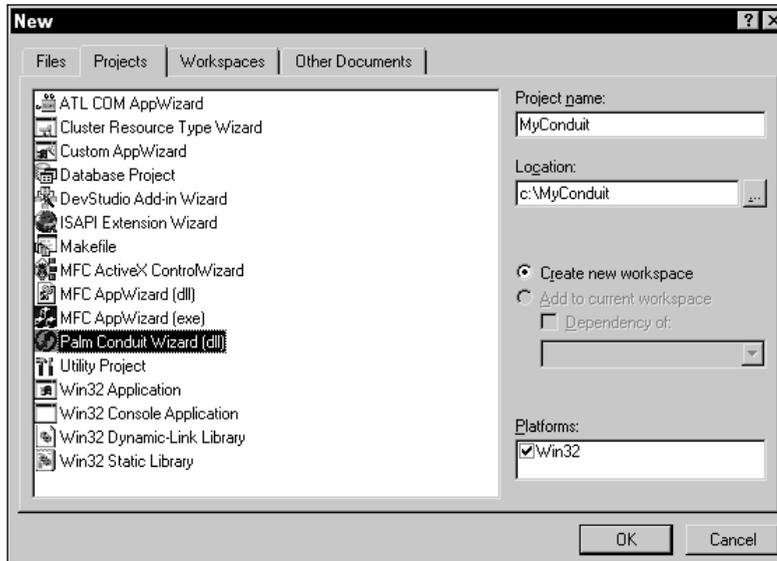 New
Files Projects Workspaces Other Documents
ATL COM AppWizard
Cluster Resource Type Wizard
Custom AppWizard
Database Project
DevStudio Add-in Wizard
ISAPI Extension Wizard
Makefile
MFC ActiveX ControlWizard
MFC AppWizard (dll)
MFC AppWizard (exe)
Palm Conduit Wizard (dll)
Utility Project
Win32 Application
Win32 Console Application
Win32 Dynamic-Link Library
Win32 Static Library
Project name:
MyConduit
Location:
c:\MyConduit ...
Create new workspace
Add to current workspace
Dependency of:
Platforms:
Win32
OK Cancel